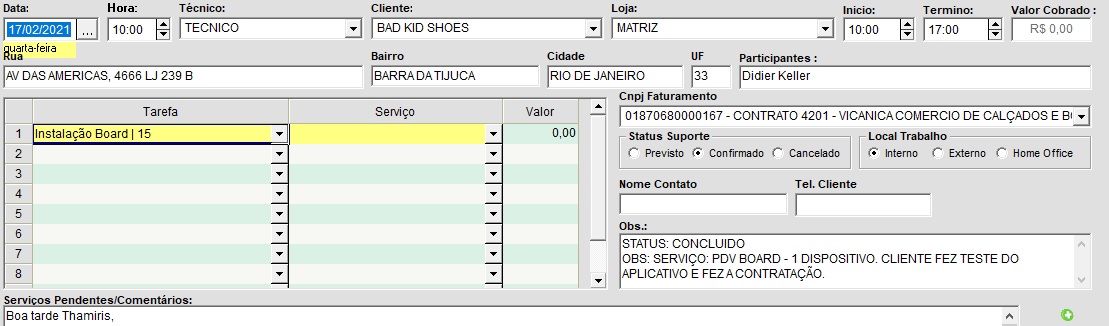 Data: Hora: Técnico: Cliente: Loja: Inicio: Termino: Valor Cobrado :
17/02/2021 ... 10:00 TECNICO BAD KID SHOES MATRIZ 10:00 17:00 R$ 0,00
quarta-feira
Rua Bairro Cidade UF Participantes :
AV DAS AMERICAS, 4666 LJ 239 B BARRA DA TIJUCA RIO DE JANEIRO 33 Didier Keller
Cnpj Faturamento
Tarefa Serviço Valor
01870680000167 - CONTRATO 4201 - VICANICA COMERCIO DE CALÇADOS E
1 Instalação Board | 15 0,00
Status Suporte Local Trabalho
2 Previsto Confirmado Cancelado Interno Externo Home Office
3
4 Nome Contato Tel. Cliente
5
6 Obs.:
7 STATUS: CONCLUIDO
OBS: SERVIÇO: PDV BOARD - 1 DISPOSITIVO. CLIENTE FEZ TESTE DO
8 APLICATIVO E FEZ A CONTRATAÇÃO.
Serviços Pendentes/Comentários:
Boa tarde Thamiris,